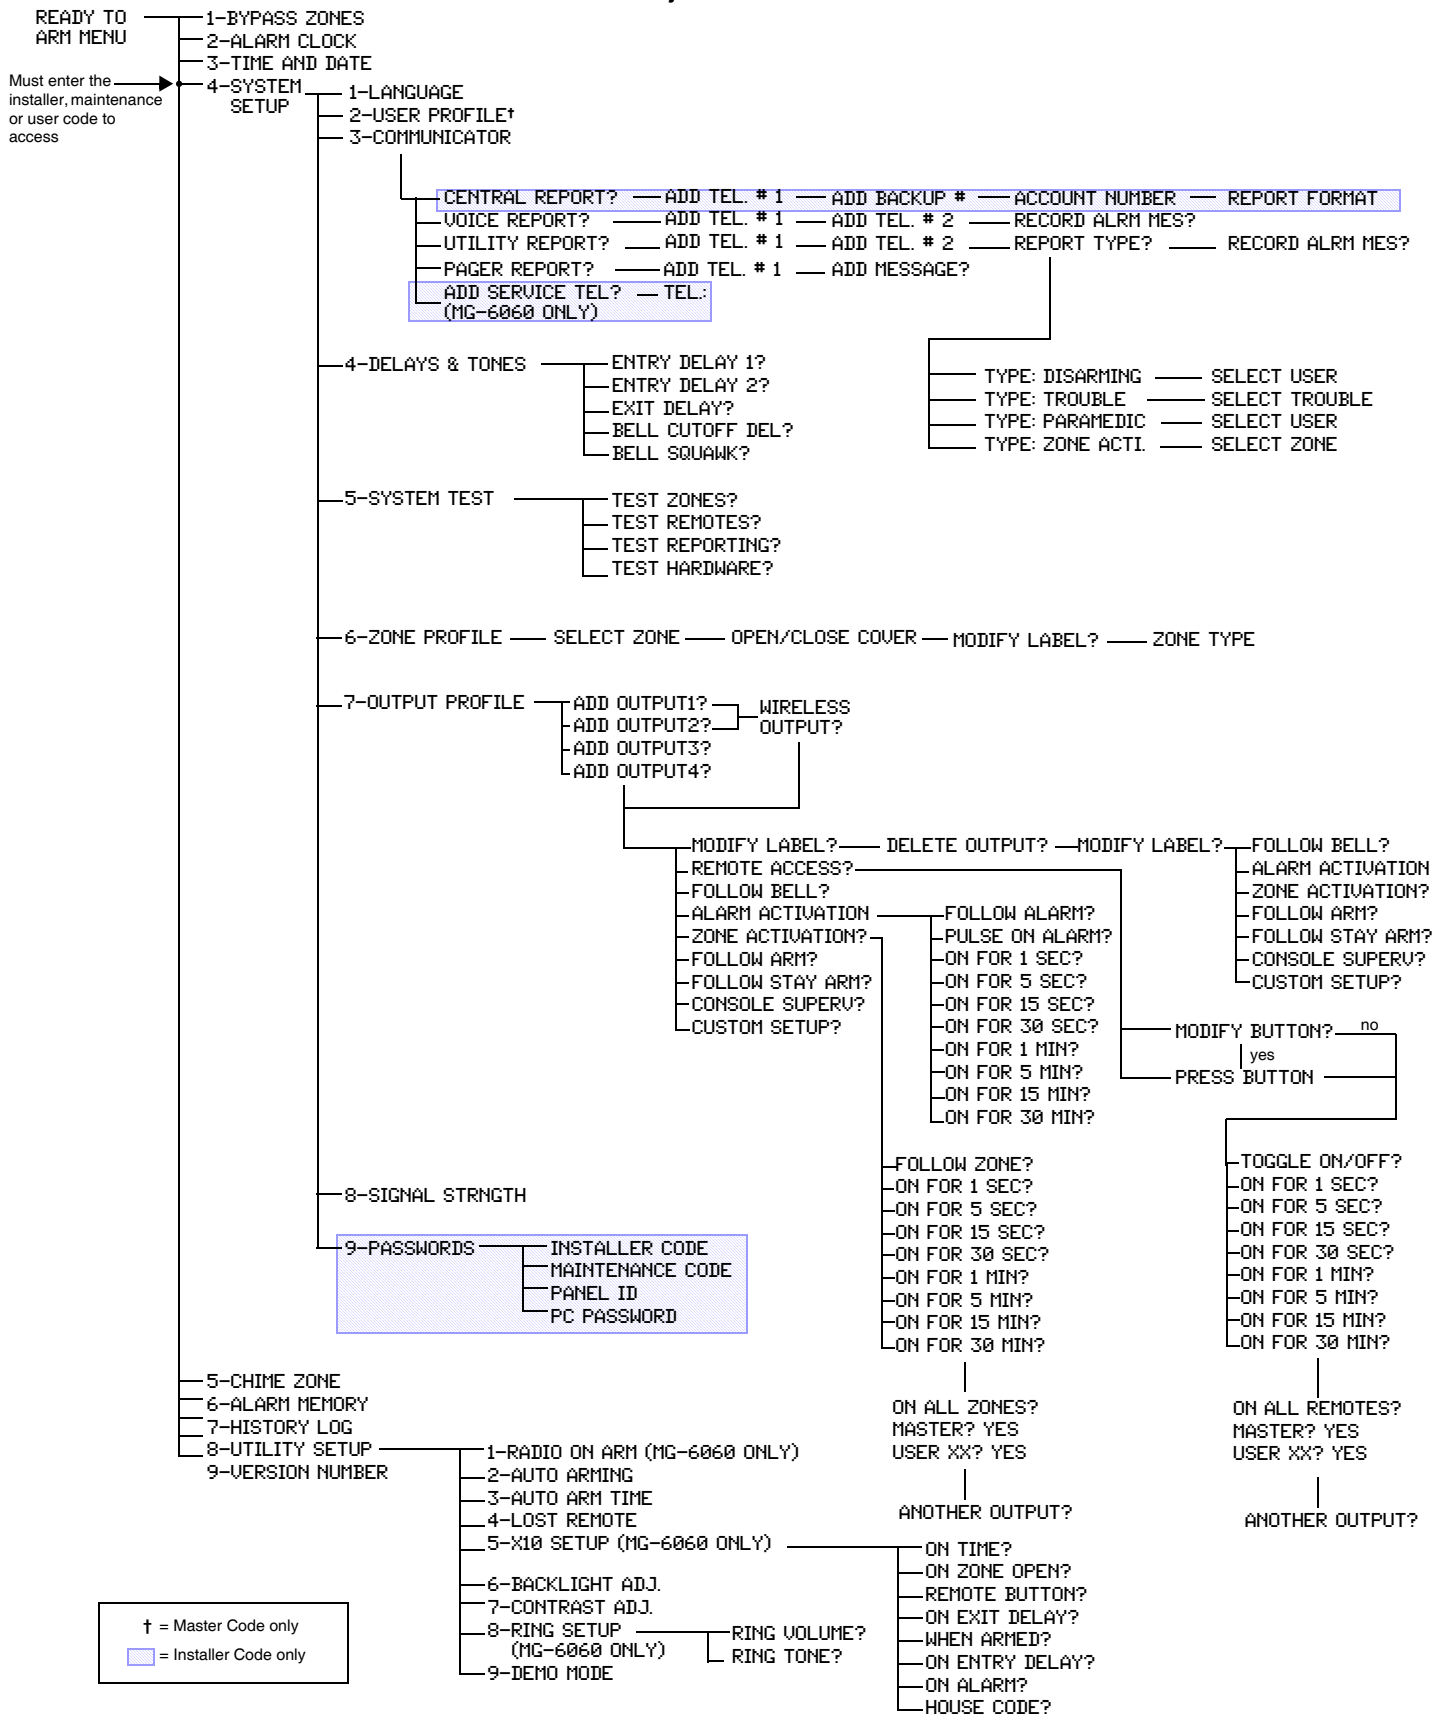 READY TO
ARM MENU
1-BYPASS ZONES
2-ALARM CLOCK
3-TIME AND DATE
Must enter the
installer, maintenance
or user code to
access
4-SYSTEM
SETUP
1-LANGUAGE
2-USER PROFILE†
3-COMMUNICATOR
CENTRAL REPORT? ADD TEL. # 1 ADD BACKUP # ACCOUNT NUMBER REPORT FORMAT
VOICE REPORT? ADD TEL. # 1 ADD TEL. # 2 RECORD ALRM MES?
UTILITY REPORT? ADD TEL. # 1 ADD TEL. # 2 REPORT TYPE? RECORD ALRM MES?
PAGER REPORT? ADD TEL. # 1 ADD MESSAGE?
ADD SERVICE TEL? TEL.:
(MG-6060 ONLY)
TYPE: DISARMING SELECT USER
TYPE: TROUBLE SELECT TROUBLE
TYPE: PARAMEDIC SELECT USER
TYPE: ZONE ACTI. SELECT ZONE
4-DELAYS & TONES
ENTRY DELAY 1?
ENTRY DELAY 2?
EXIT DELAY?
BELL CUTOFF DEL?
BELL SQUAWK?
5-SYSTEM TEST
TEST ZONES?
TEST REMOTES?
TEST REPORTING?
TEST HARDWARE?
6-ZONE PROFILE SELECT ZONE OPEN/CLOSE COVER MODIFY LABEL? ZONE TYPE
7-OUTPUT PROFILE
ADD OUTPUT1?
ADD OUTPUT2?
ADD OUTPUT3?
ADD OUTPUT4?
WIRELESS
OUTPUT?
MODIFY LABEL? DELETE OUTPUT? MODIFY LABEL? FOLLOW BELL?
REMOTE ACCESS?
FOLLOW BELL?
ALARM ACTIVATION
ZONE ACTIVATION?
FOLLOW ARM?
FOLLOW STAY ARM?
CONSOLE SUPERV?
CUSTOM SETUP?
ALARM ACTIVATION
ZONE ACTIVATION?
FOLLOW ARM?
FOLLOW STAY ARM?
CONSOLE SUPERV?
CUSTOM SETUP?
FOLLOW ALARM?
PULSE ON ALARM?
ON FOR 1 SEC?
ON FOR 5 SEC?
ON FOR 15 SEC?
ON FOR 30 SEC?
ON FOR 1 MIN?
ON FOR 5 MIN?
ON FOR 15 MIN?
ON FOR 30 MIN?
MODIFY BUTTON? no
yes
PRESS BUTTON
FOLLOW ZONE?
ON FOR 1 SEC?
ON FOR 5 SEC?
ON FOR 15 SEC?
ON FOR 30 SEC?
ON FOR 1 MIN?
ON FOR 5 MIN?
ON FOR 15 MIN?
ON FOR 30 MIN?
ON ALL ZONES?
MASTER? YES
USER XX? YES
ANOTHER OUTPUT?
TOGGLE ON/OFF?
ON FOR 1 SEC?
ON FOR 5 SEC?
ON FOR 15 SEC?
ON FOR 30 SEC?
ON FOR 1 MIN?
ON FOR 5 MIN?
ON FOR 15 MIN?
ON FOR 30 MIN?
ON ALL REMOTES?
MASTER? YES
USER XX? YES
ANOTHER OUTPUT?
8-SIGNAL STRNGTH
9-PASSWORDS
INSTALLER CODE
MAINTENANCE CODE
PANEL ID
PC PASSWORD
5-CHIME ZONE
6-ALARM MEMORY
7-HISTORY LOG
8-UTILITY SETUP
9-VERSION NUMBER
1-RADIO ON ARM (MG-6060 ONLY)
2-AUTO ARMING
3-AUTO ARM TIME
4-LOST REMOTE
5-X10 SETUP (MG-6060 ONLY)
6-BACKLIGHT ADJ.
7-CONTRAST ADJ.
8-RING SETUP
(MG-6060 ONLY)
9-DEMO MODE
RING VOLUME?
RING TONE?
ON TIME?
ON ZONE OPEN?
REMOTE BUTTON?
ON EXIT DELAY?
WHEN ARMED?
ON ENTRY DELAY?
ON ALARM?
HOUSE CODE?
† = Master Code only
= Installer Code only